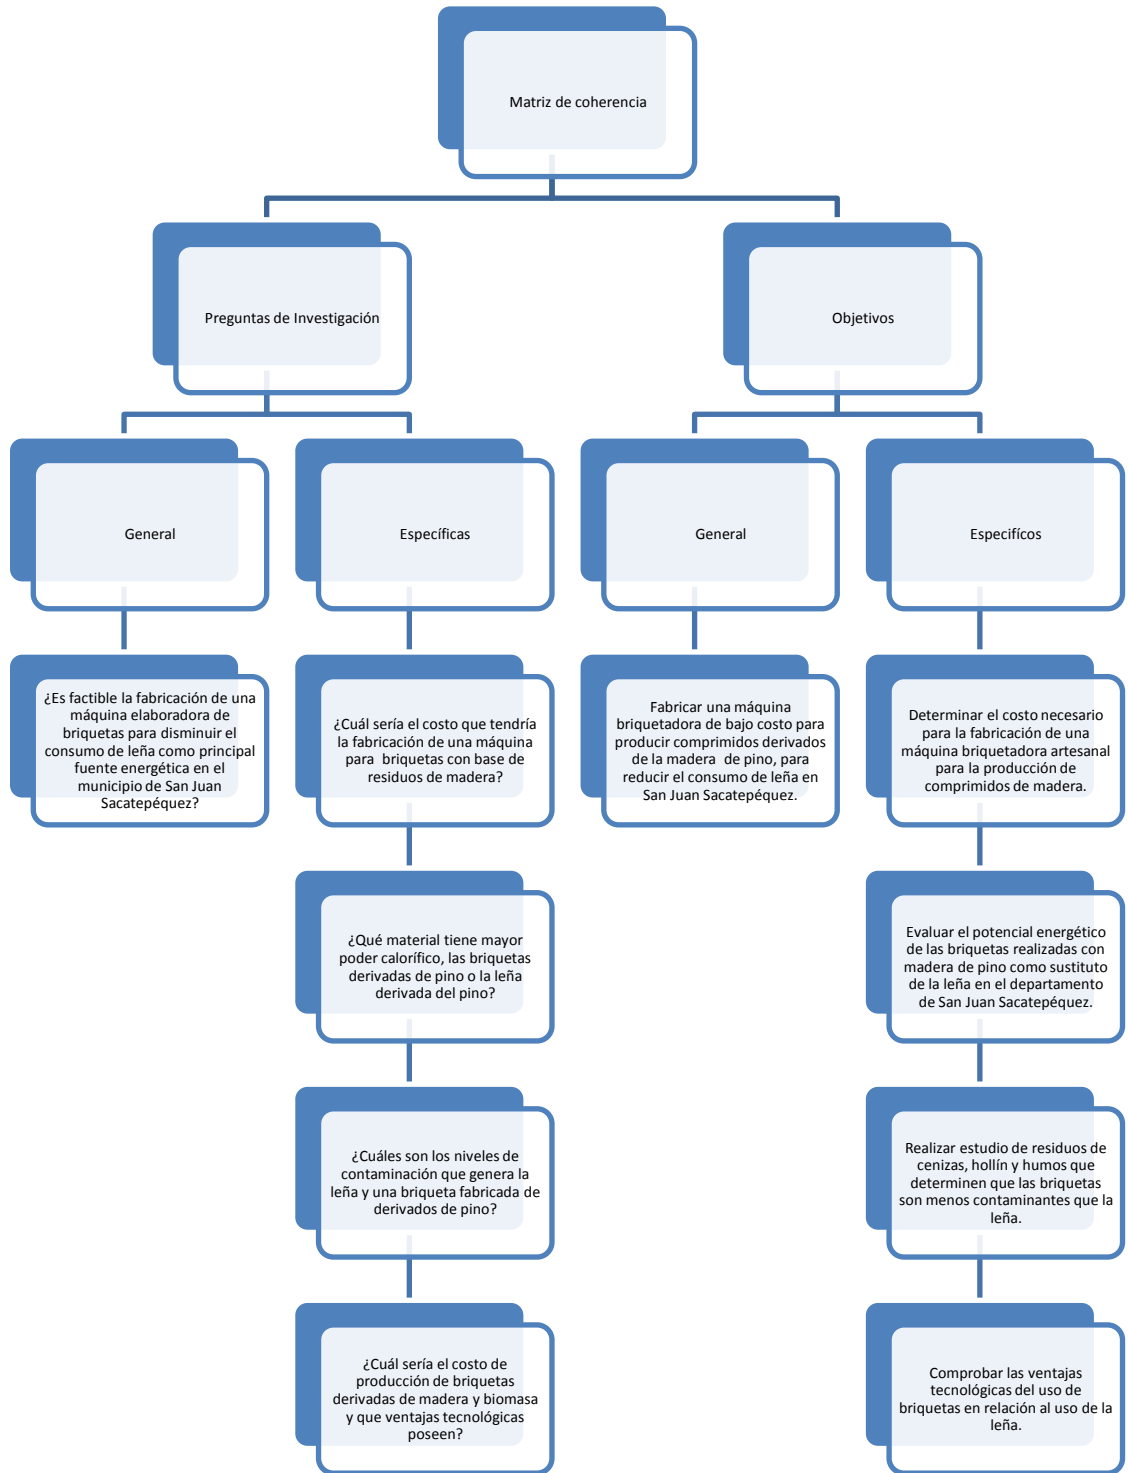 Matriz de coherencia
Preguntas de Investigación
Objetivos
General
Específicas
General
Especifícos
¿Es factible la fabricación de una
máquina elaboradora de
briquetas para disminuir el
consumo de leña como principal
fuente energética en el
municipio de San Juan
Sacatepéquez?
¿Cuál sería el costo que tendría
la fabricación de una máquina
para briquetas con base de
residuos de madera?
Fabricar una máquina
briquetadora de bajo costo para
producir comprimidos derivados
de la madera de pino, para
reducir el consumo de leña en
San Juan Sacatepéquez.
Determinar el costo necesario
para la fabricación de una
máquina briquetadora artesanal
para la producción de
comprimidos de madera.
¿Qué material tiene mayor
poder calorífico, las briquetas
derivadas de pino o la leña
derivada del pino?
Evaluar el potencial energético
de las briquetas realizadas con
madera de pino como sustituto
de la leña en el departamento
de San Juan Sacatepéquez.
¿Cuáles son los niveles de
contaminación que genera la
leña y una briqueta fabricada de
derivados de pino?
Realizar estudio de residuos de
cenizas, hollín y humos que
determinen que las briquetas
son menos contaminantes que la
leña.
¿Cuál sería el costo de
producción de briquetas
derivadas de madera y biomasa
y que ventajas tecnológicas
poseen?
Comprobar las ventajas
tecnológicas del uso de
briquetas en relación al uso de la
leña.